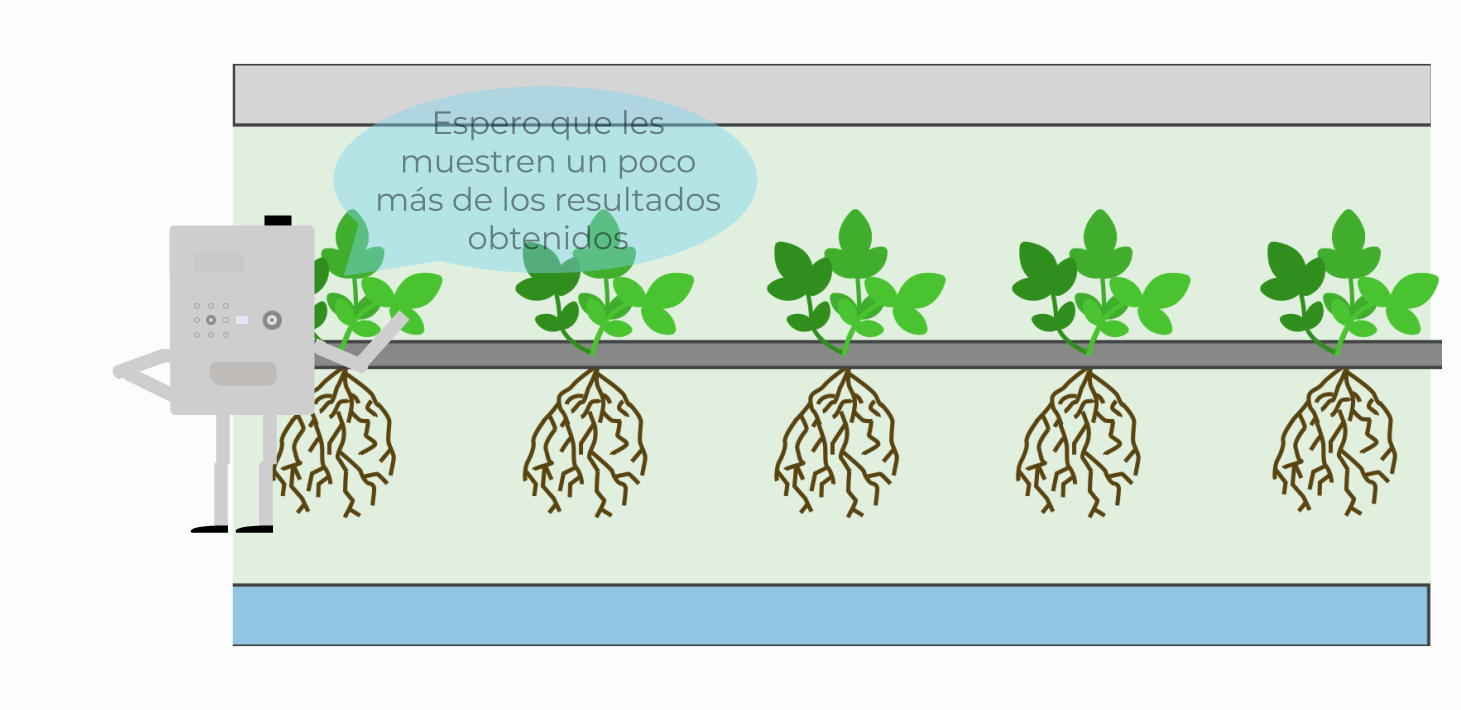 Espero que les
muestren un poco
más de los resultados
obtenidos